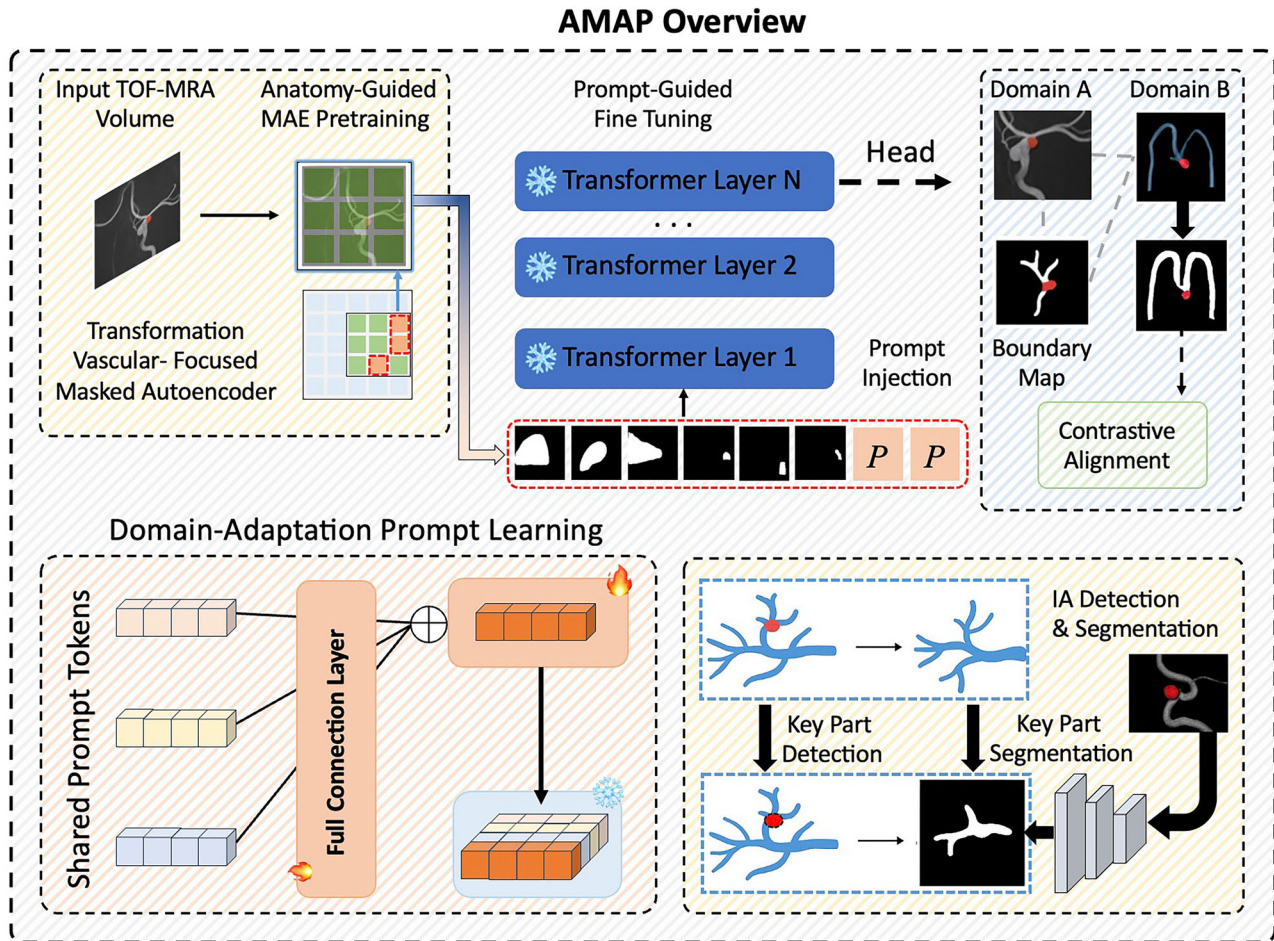 AMAP Overview
Input TOF-MRA
Volume
Anatomy-Guided
MAE Pretraining
Transformation
Vascular- Focused
Masked Autoencoder
Prompt-Guided
Fine Tuning
Transformer Layer N
. . .
Transformer Layer 2
Transformer Layer 1
Head
Prompt
Injection
P
P
Domain A
Domain B
Boundary
Map
Contrastive
Alignment
Domain-Adaptation Prompt Learning
Shared Prompt Tokens
Full Connection Layer
IA Detection
& Segmentation
Key Part
Detection
Key Part
Segmentation